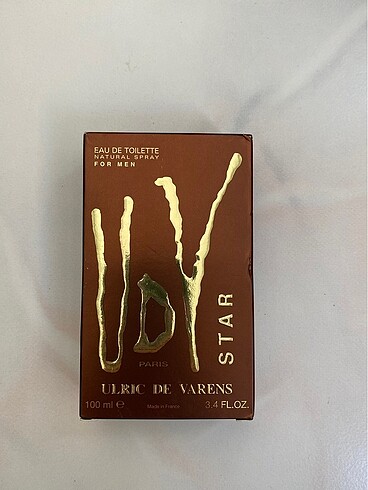 EAU DE TOILETTE
NATURAL SPRAY
FOR MEN
UDV
STAR
PARIS
ULRIC DE VARENS
100 ml ℮ Made in France 3.4 FL.OZ.